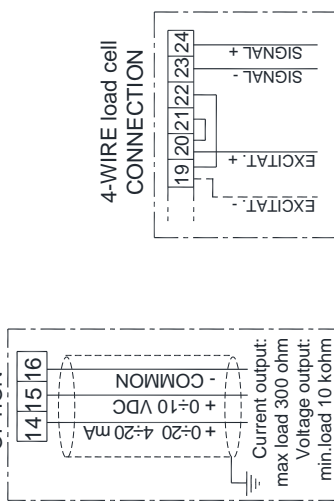 14 15 16
+ 0÷20 4÷20 mA
+ 0÷10 VDC
- COMMON
Current output:
max load 300 ohm
Voltage output:
min.load 10 kohm
4-WIRE load cell
CONNECTION
19 20 21 22 23 24
EXCITAT. -
EXCITAT. +
SIGNAL -
SIGNAL +